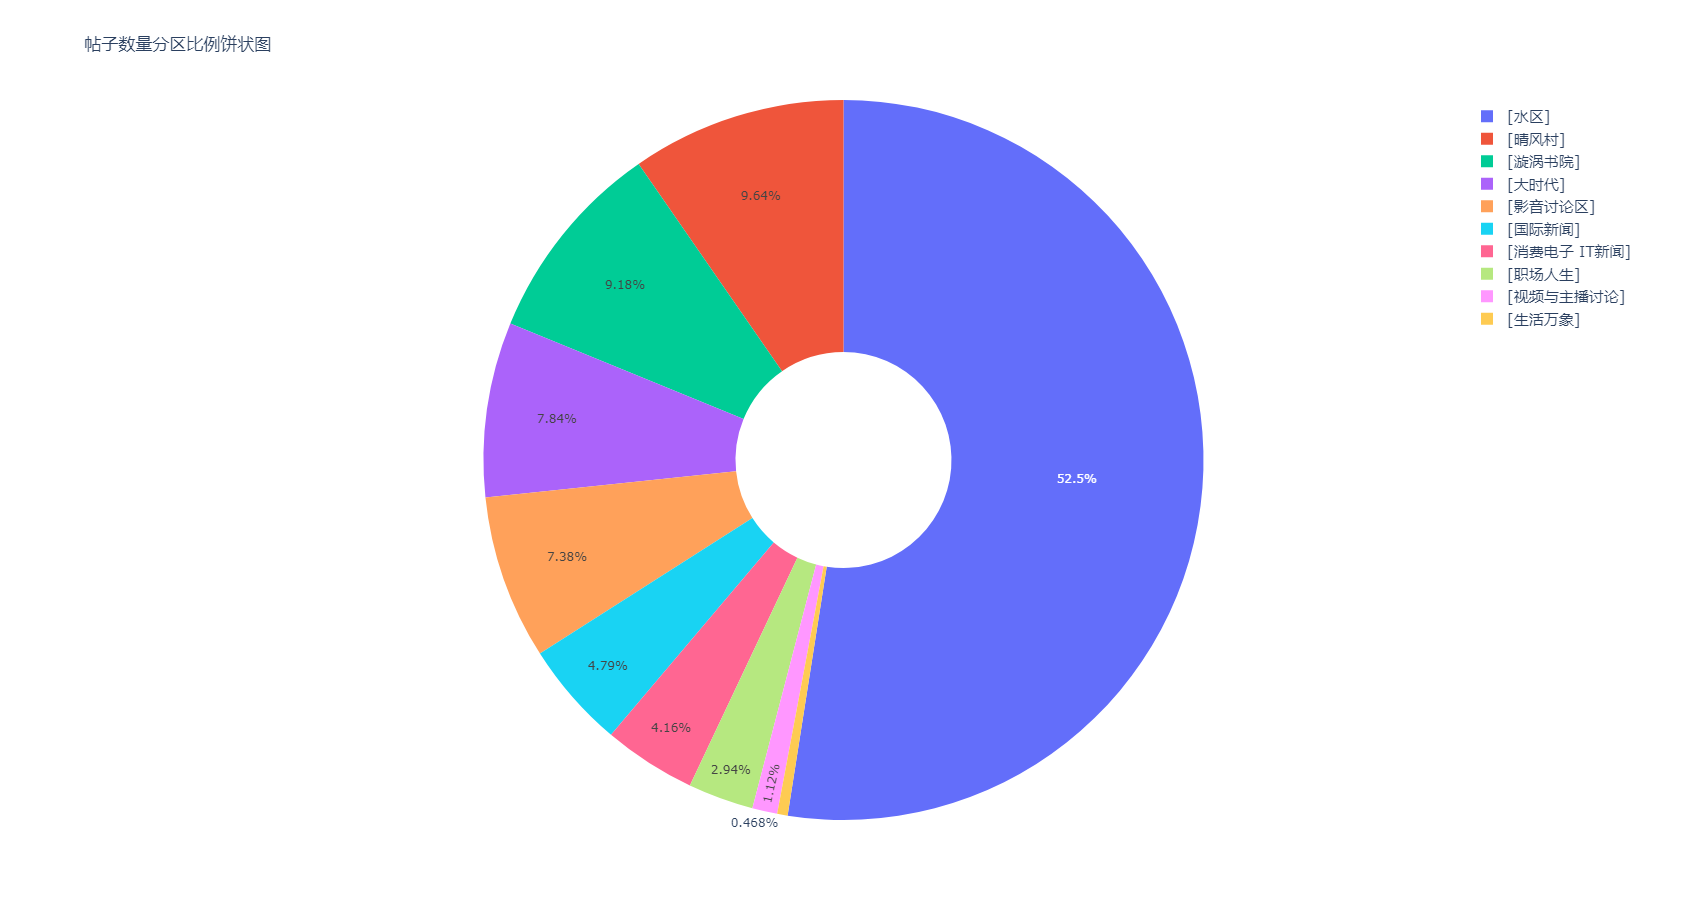 帖子数量分区比例饼状图
[水区]
[晴风村]
[漩涡书院]
[大时代]
[影音讨论区]
[国际新闻]
[消费电子 IT新闻]
[职场人生]
[视频与主播讨论]
[生活万象]
9.64%
9.18%
7.84%
52.5%
7.38%
4.79%
4.16%
2.94%
1.12%
0.468%